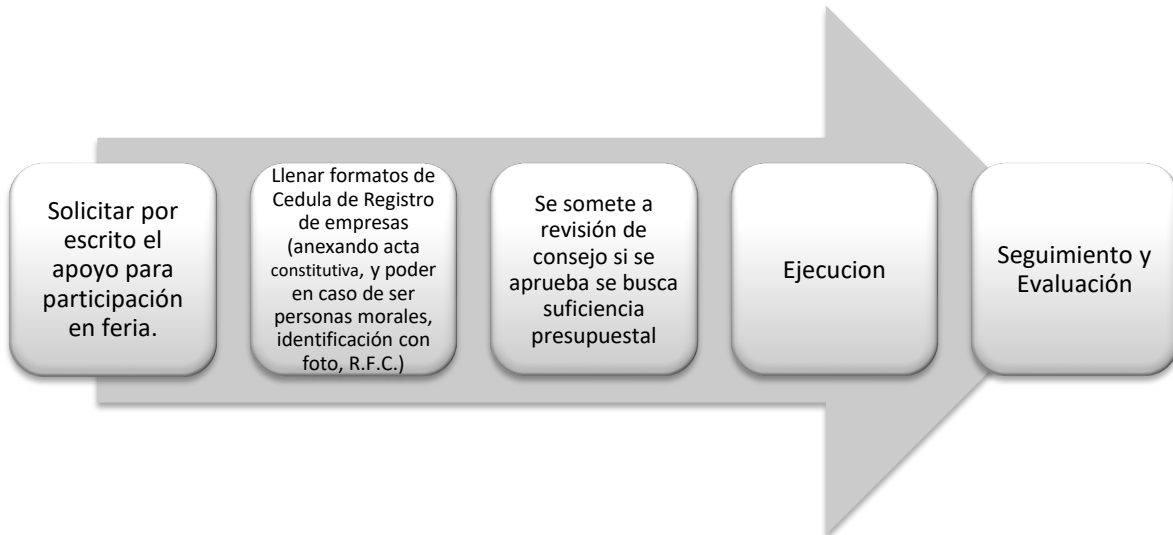 Solicitar por
escrito el
apoyo para
participación
en feria.
Llenar formatos de
Cedula de Registro
de empresas
(anexando acta
constitutiva, y poder
en caso de ser
personas morales,
identificación con
foto, R.F.C.)
Se somete a
revisión de
consejo si se
aprueba se busca
suficiencia
presupuestal
Ejecucion
Seguimiento y
Evaluación